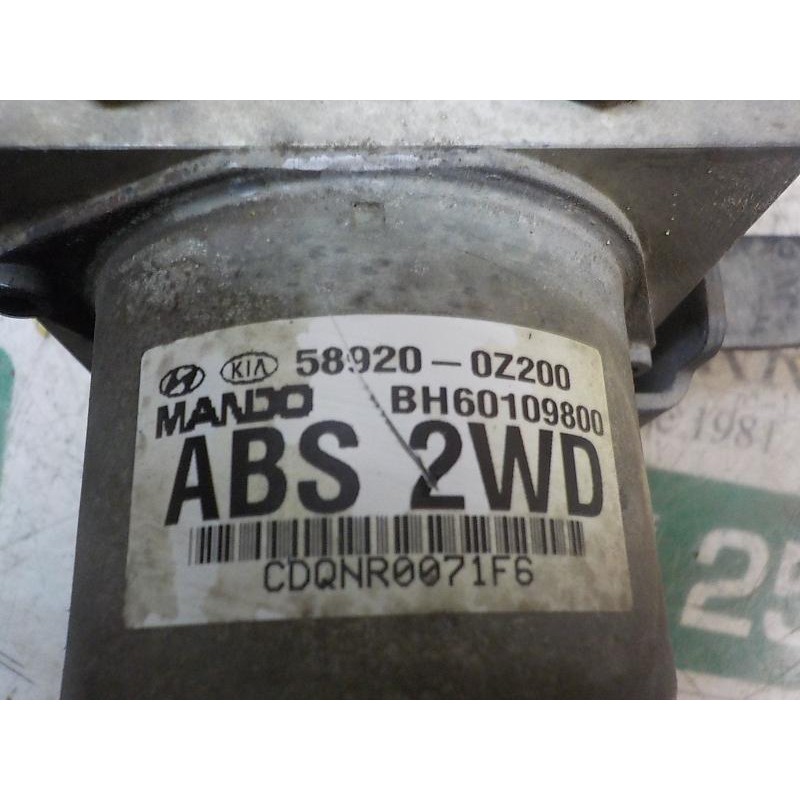 KIA 58920-0Z200
MANDO BH60109800
ABS 2WD
CDQNR0071F6
1981
25